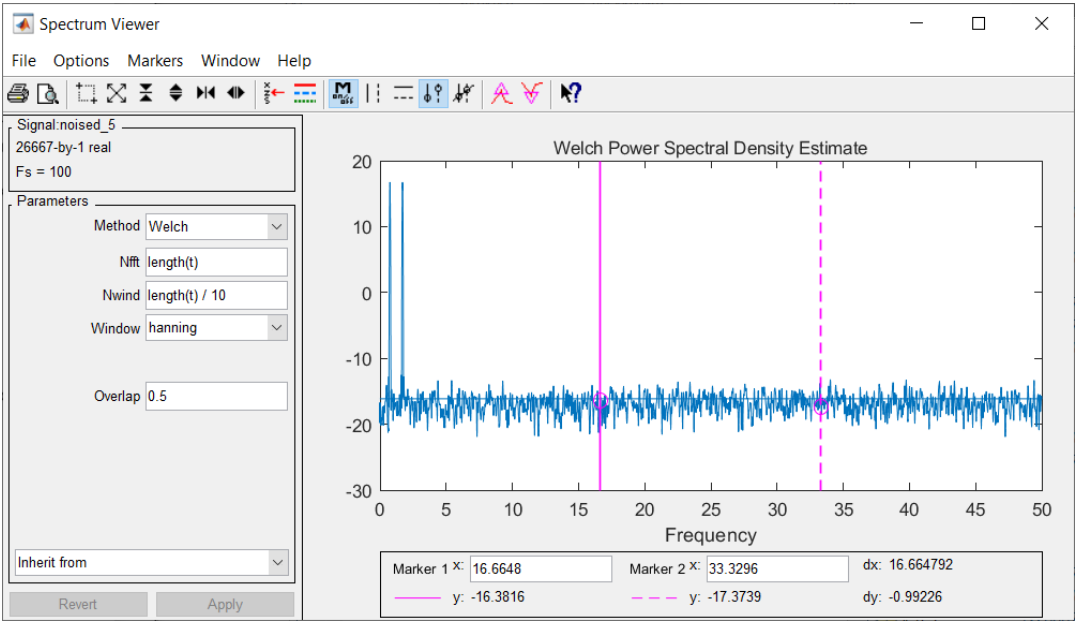 Spectrum Viewer
File Options Markers Window Help
Signal:noised_5
26667-by-1 real
Fs = 100
Parameters
Method Welch
Nfft length(t)
Nwind length(t) / 10
Window hanning
Overlap 0.5
Inherit from
Revert Apply
Welch Power Spectral Density Estimate
20
10
0
-10
-20
-30
0 5 10 15 20 25 30 35 40 45 50
Frequency
Marker 1 x: 16.6648 Marker 2 x: 33.3296 dx: 16.664792
y: -16.3816 y: -17.3739 dy: -0.99226